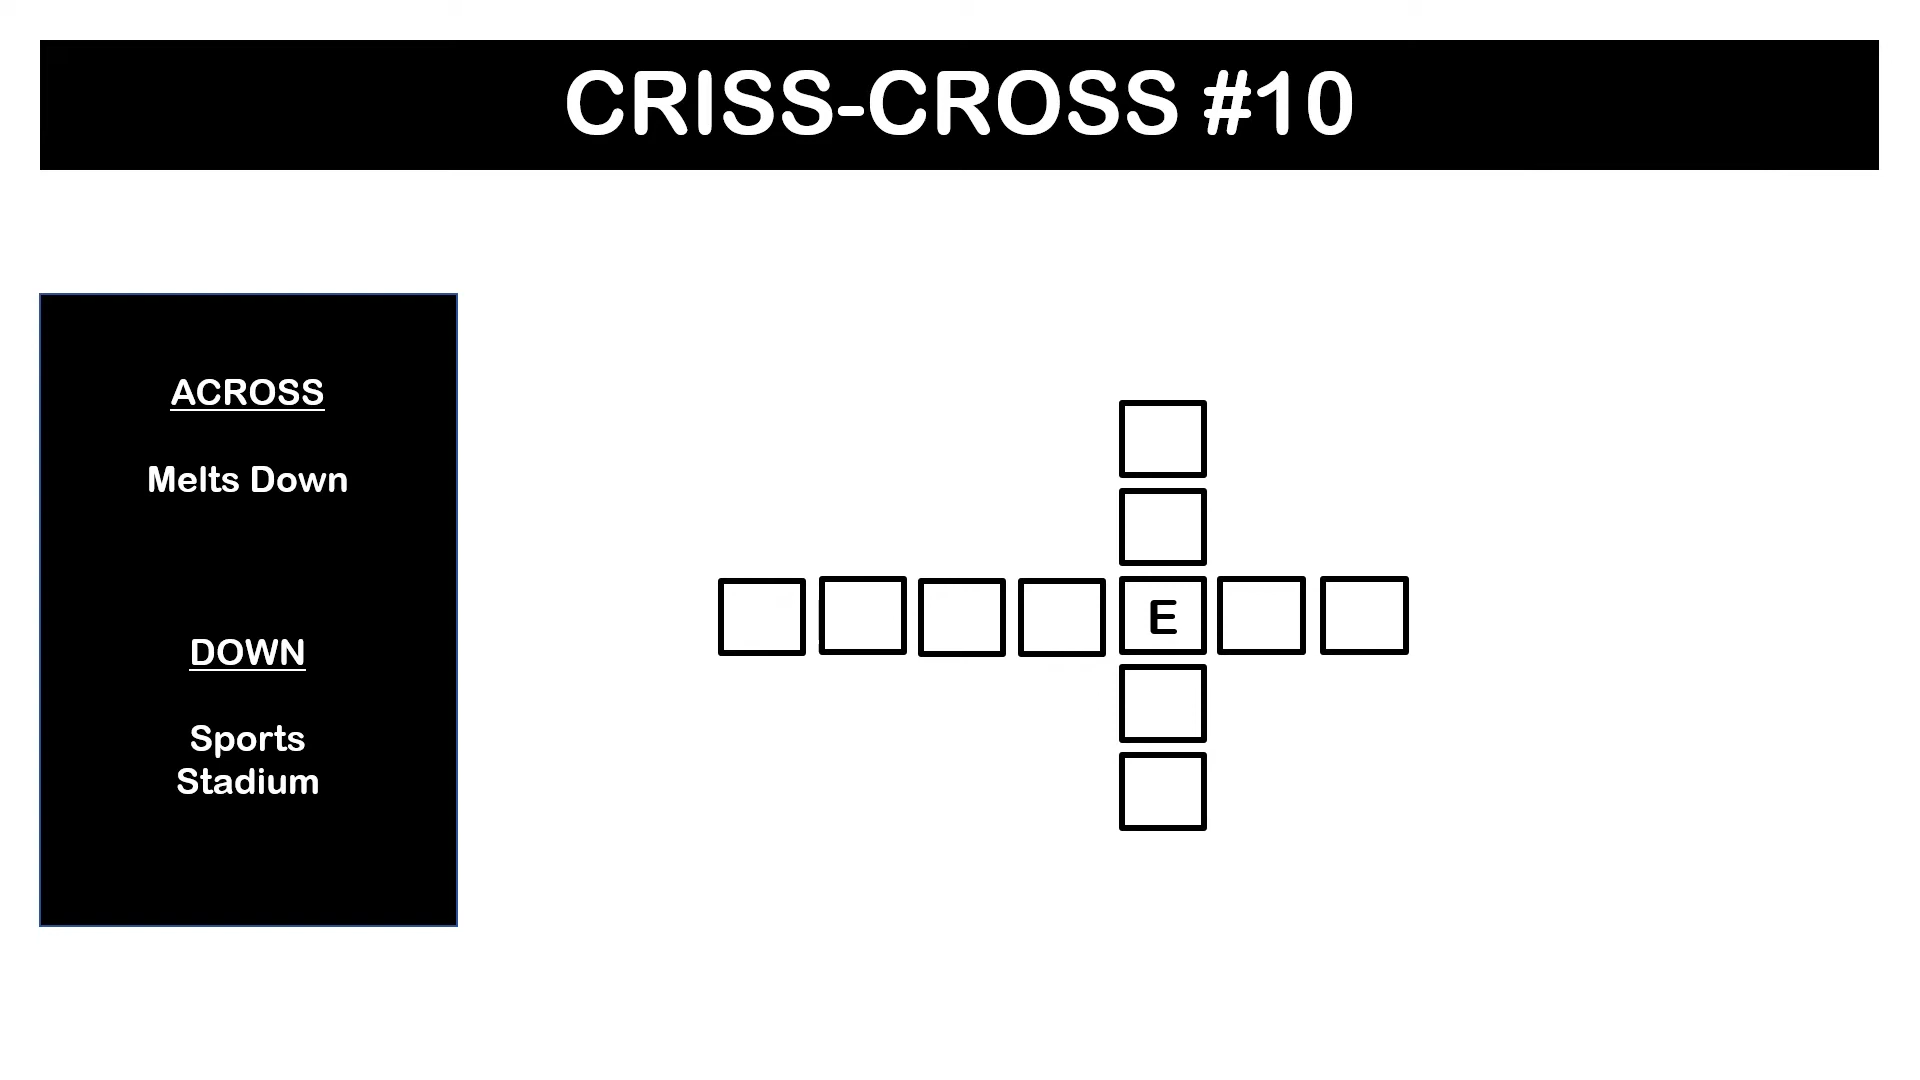 CRISS-CROSS #10
ACROSS
Melts Down
DOWN
Sports
Stadium
E